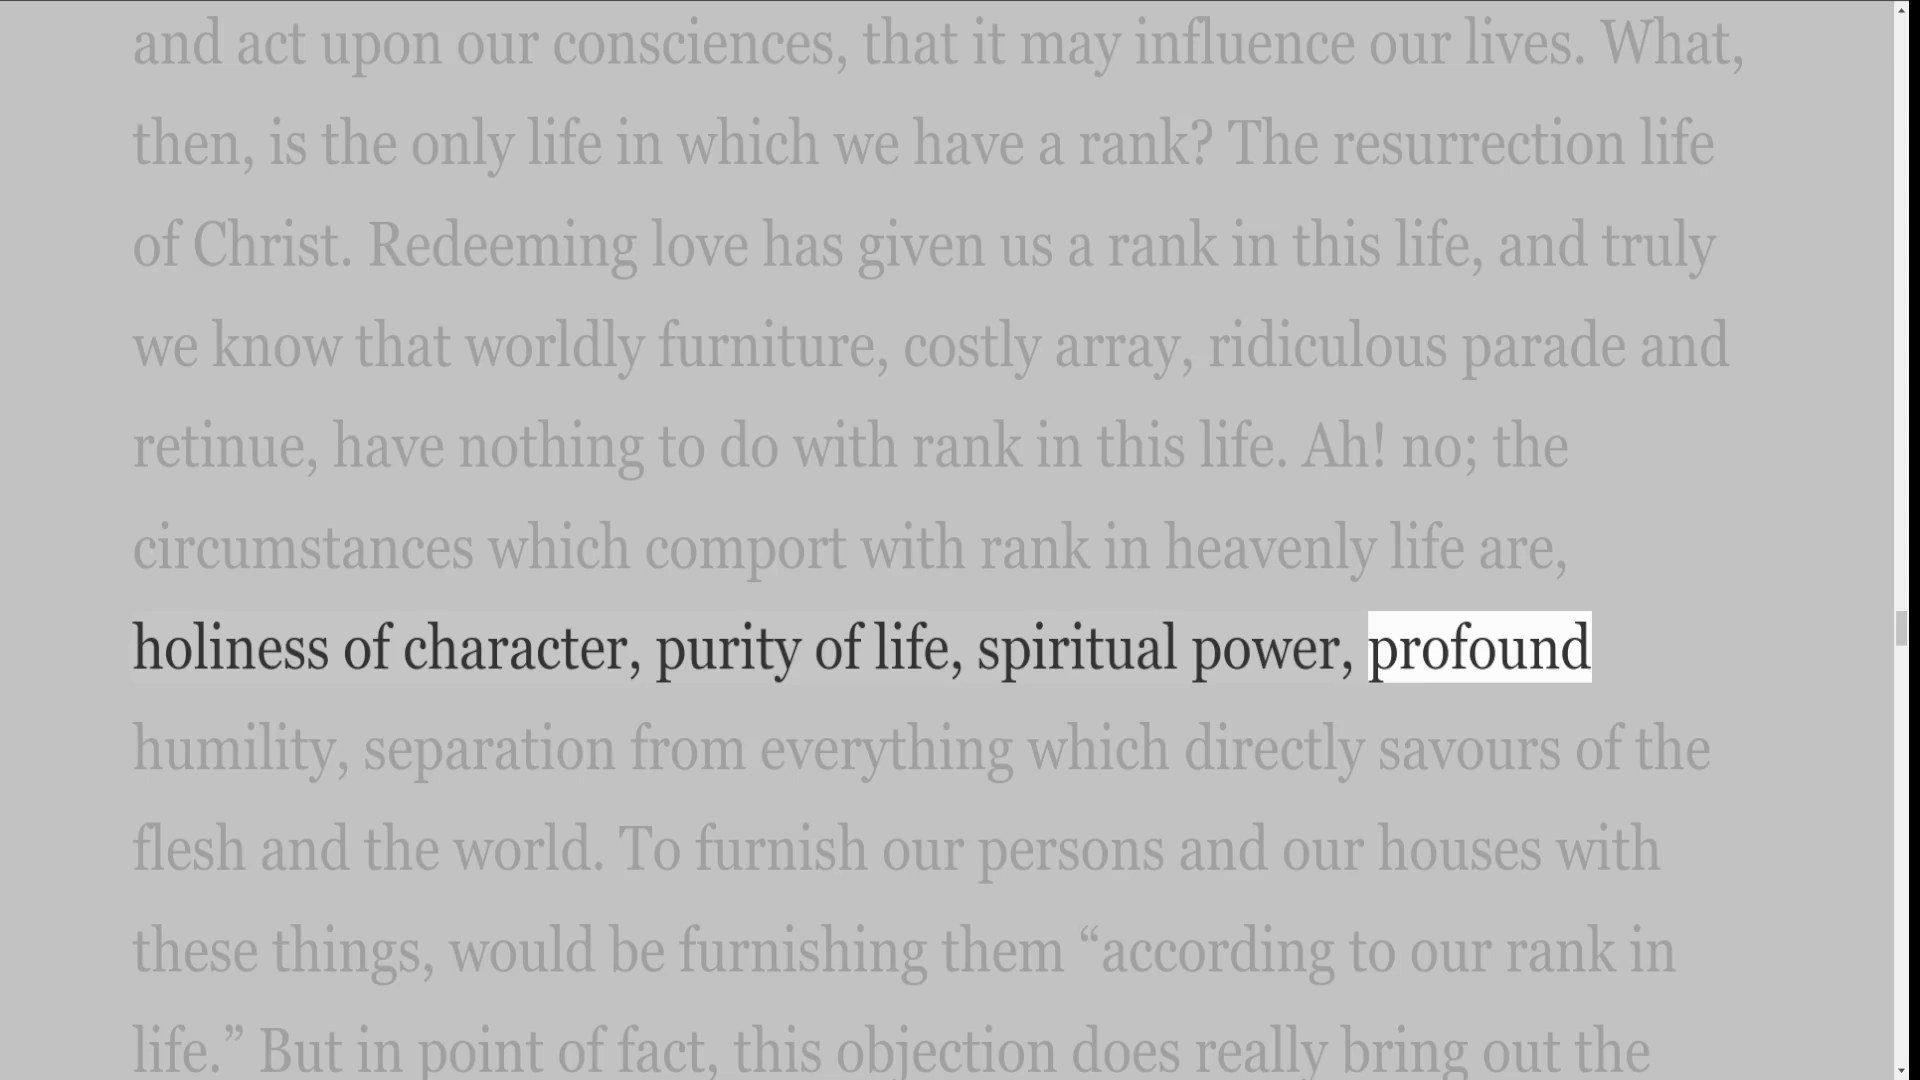 and act upon our consciences, that it may influence our lives. What,
then, is the only life in which we have a rank? The resurrection life
of Christ. Redeeming love has given us a rank in this life, and truly
we know that worldly furniture, costly array, ridiculous parade and
retinue, have nothing to do with rank in this life. Ah! no; the
circumstances which comport with rank in heavenly life are,
holiness of character, purity of life, spiritual power, profound
humility, separation from everything which directly savours of the
flesh and the world. To furnish our persons and our houses with
these things, would be furnishing them “according to our rank in
life.” But in point of fact, this objection does really bring out the